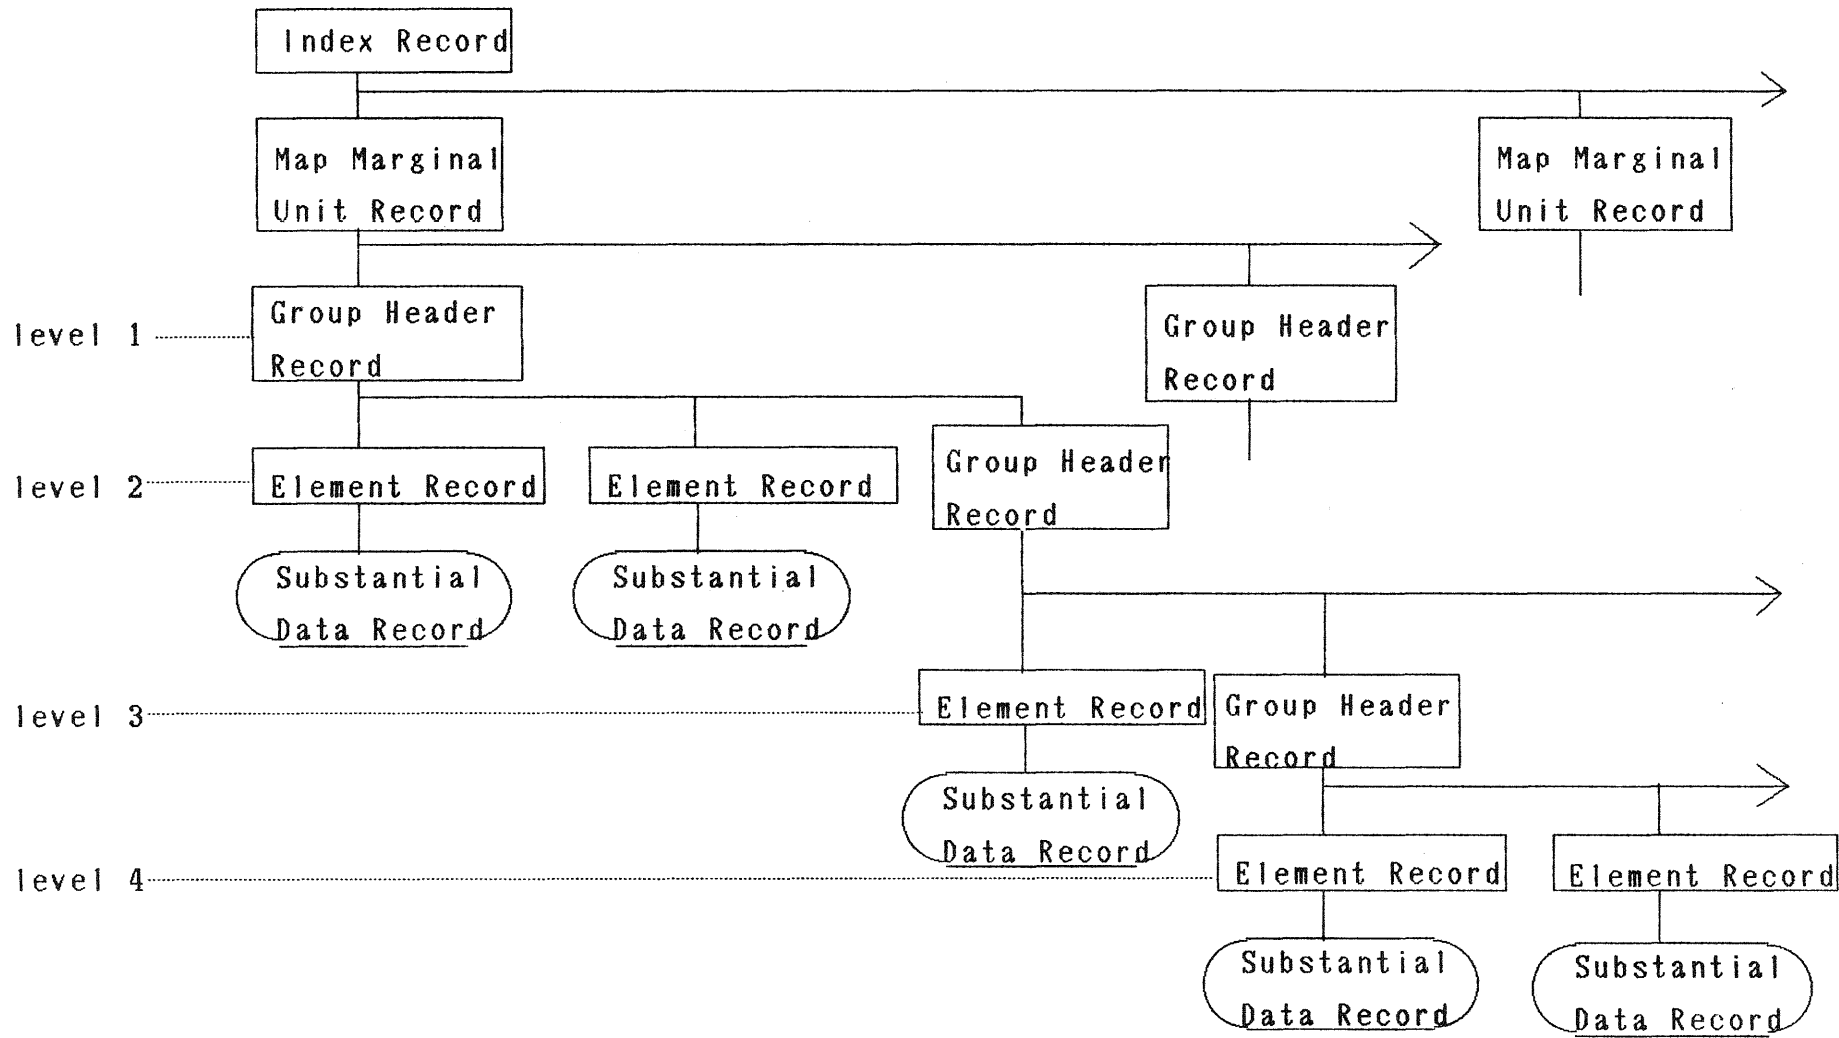 Index Record
Map Marginal
Unit Record
Map Marginal
Unit Record
level 1
Group Header
Record
Group Header
Record
level 2
Element Record
Element Record
Group Header
Record
Substantial
Data Record
Substantial
Data Record
level 3
Element Record
Group Header
Record
Substantial
Data Record
level 4
Element Record
Element Record
Substantial
Data Record
Substantial
Data Record